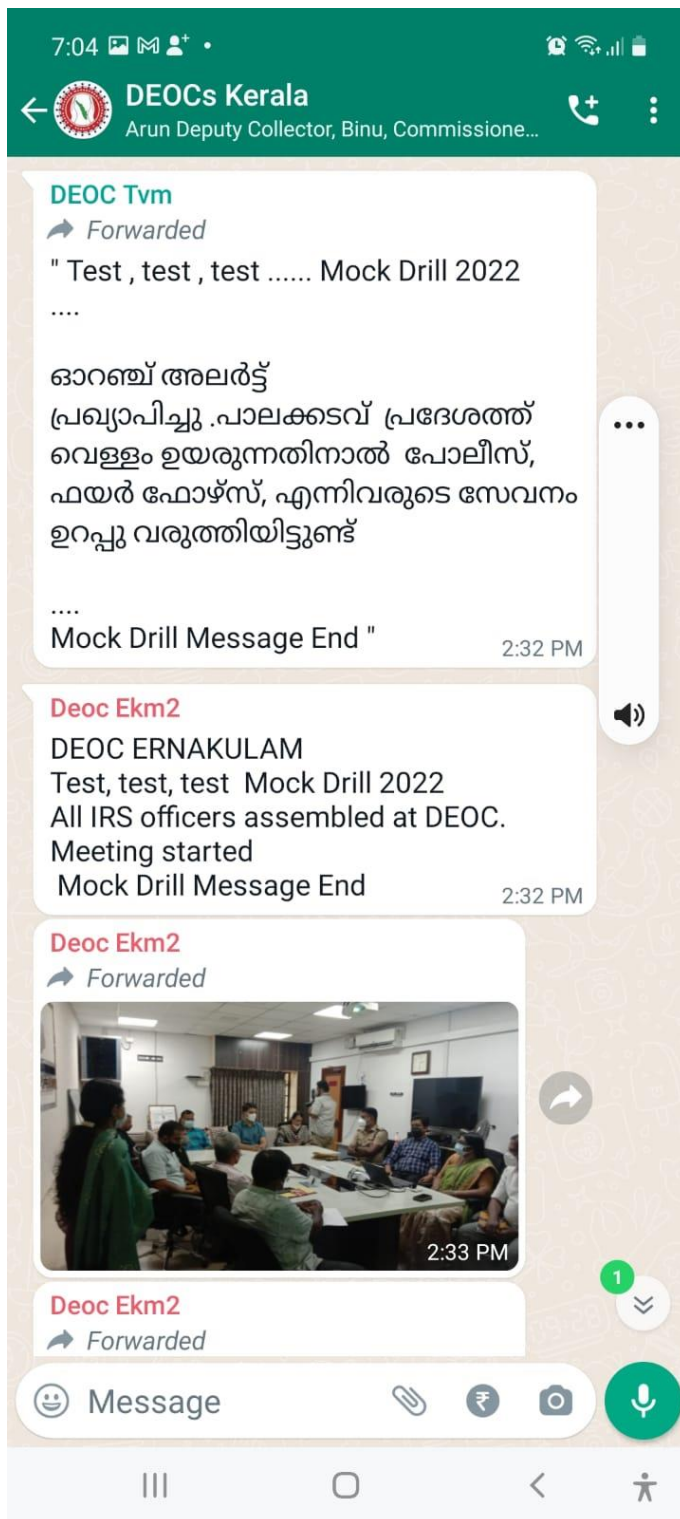 7:04
DEOCs Kerala
Arun Deputy Collector, Binu, Commissione...
DEOC Tvm
Forwarded
" Test , test , test ...... Mock Drill 2022
....
ഓറഞ്ച് അലർട്ട്
പ്രഖ്യാപിച്ചു .പാലക്കടവ് പ്രദേശത്ത്
വെള്ളം ഉയരുന്നതിനാൽ പോലീസ്,
ഫയർ ഫോഴ്സ്, എന്നിവരുടെ സേവനം
ഉറപ്പു വരുത്തിയിട്ടുണ്ട്
....
Mock Drill Message End "
2:32 PM
Deoc Ekm2
DEOC ERNAKULAM
Test, test, test  Mock Drill 2022
All IRS officers assembled at DEOC.
Meeting started
Mock Drill Message End
2:32 PM
Deoc Ekm2
Forwarded
2:33 PM
1
Deoc Ekm2
Forwarded
Message
₹